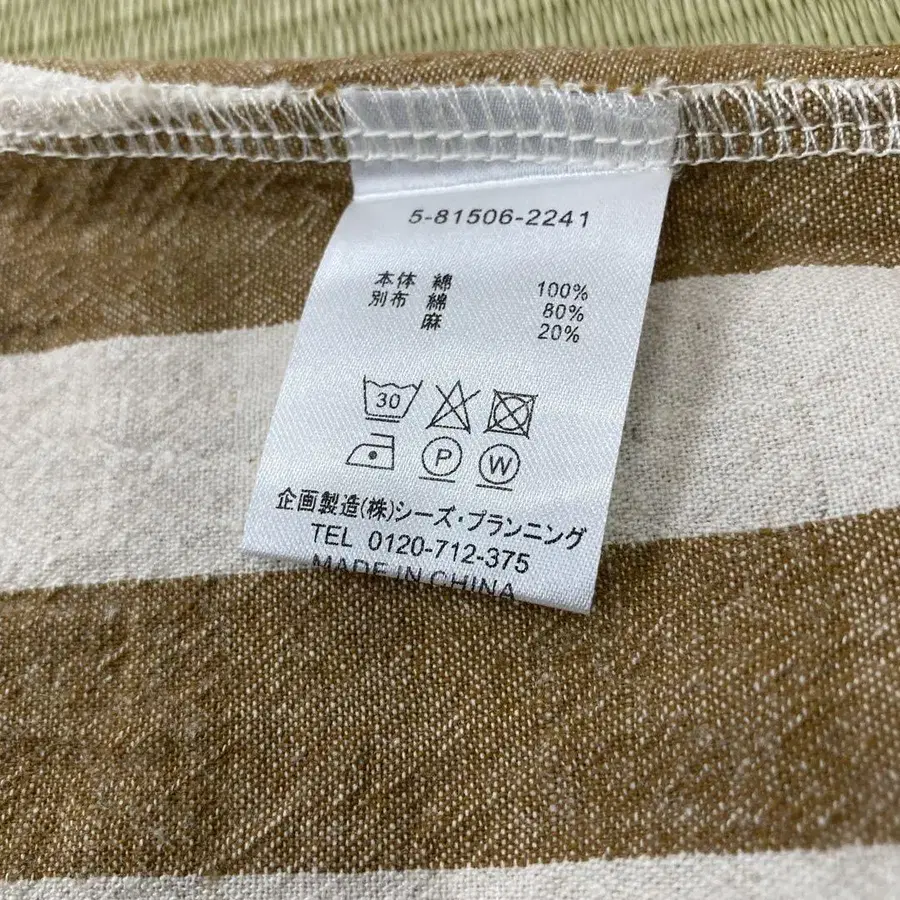 5-81506-2241
本体 綿 100%
別布 綿 80%
麻 20%
30
P W
企画製造(株)シーズ・プランニング
TEL 0120-712-375
MADE IN CHINA